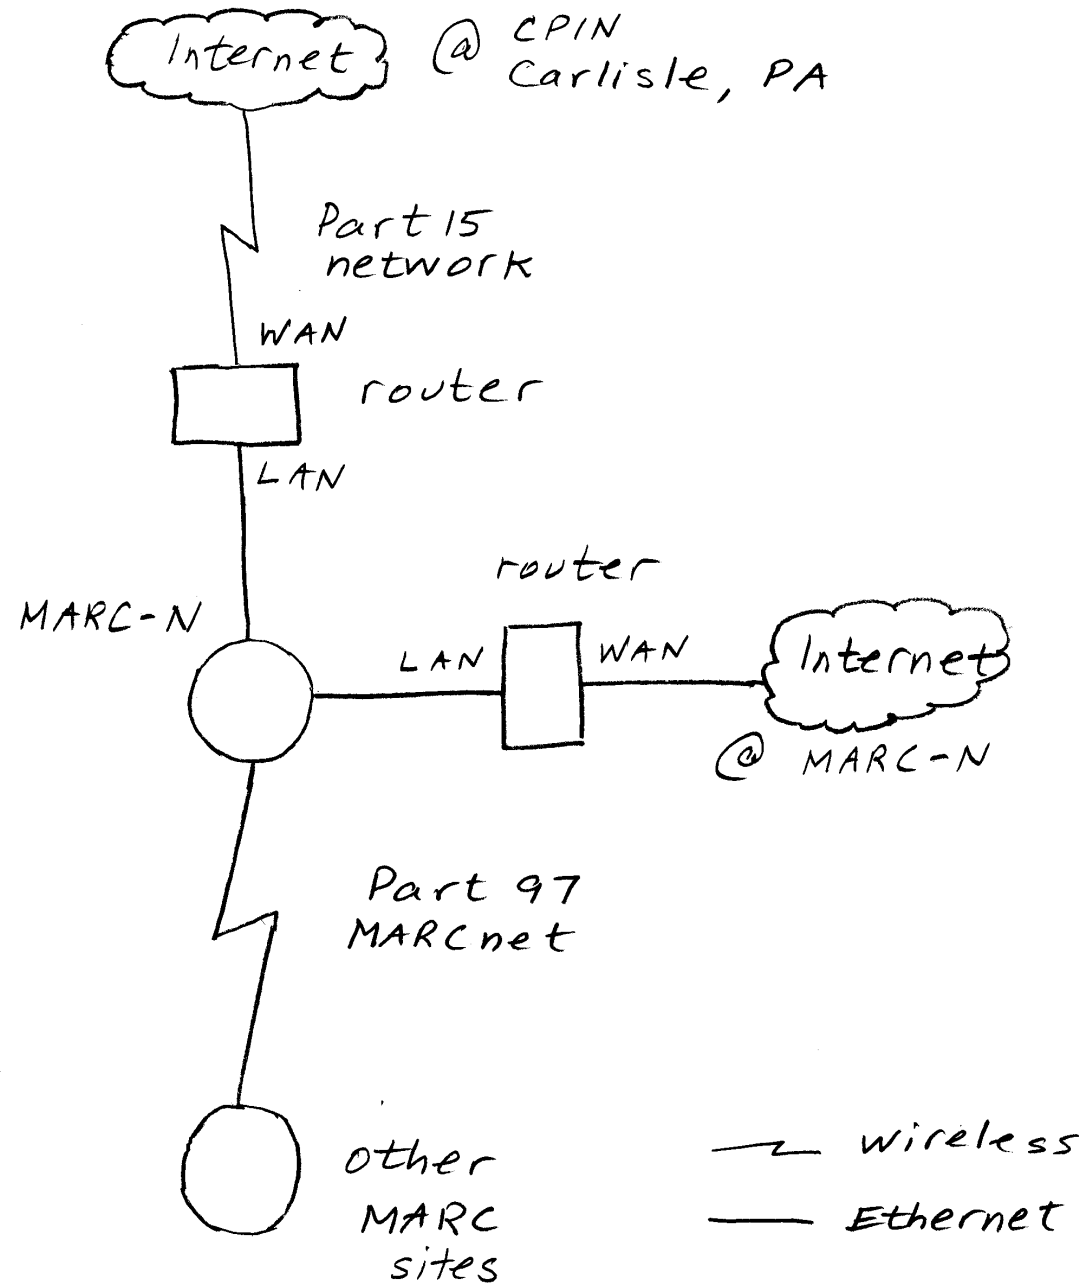 Internet
@ CPIN
Carlisle, PA
Part 15
network
WAN
router
LAN
router
MARC-N
LAN
WAN
Internet
@ MARC-N
Part 97
MARCnet
other
MARC
sites
wireless
Ethernet